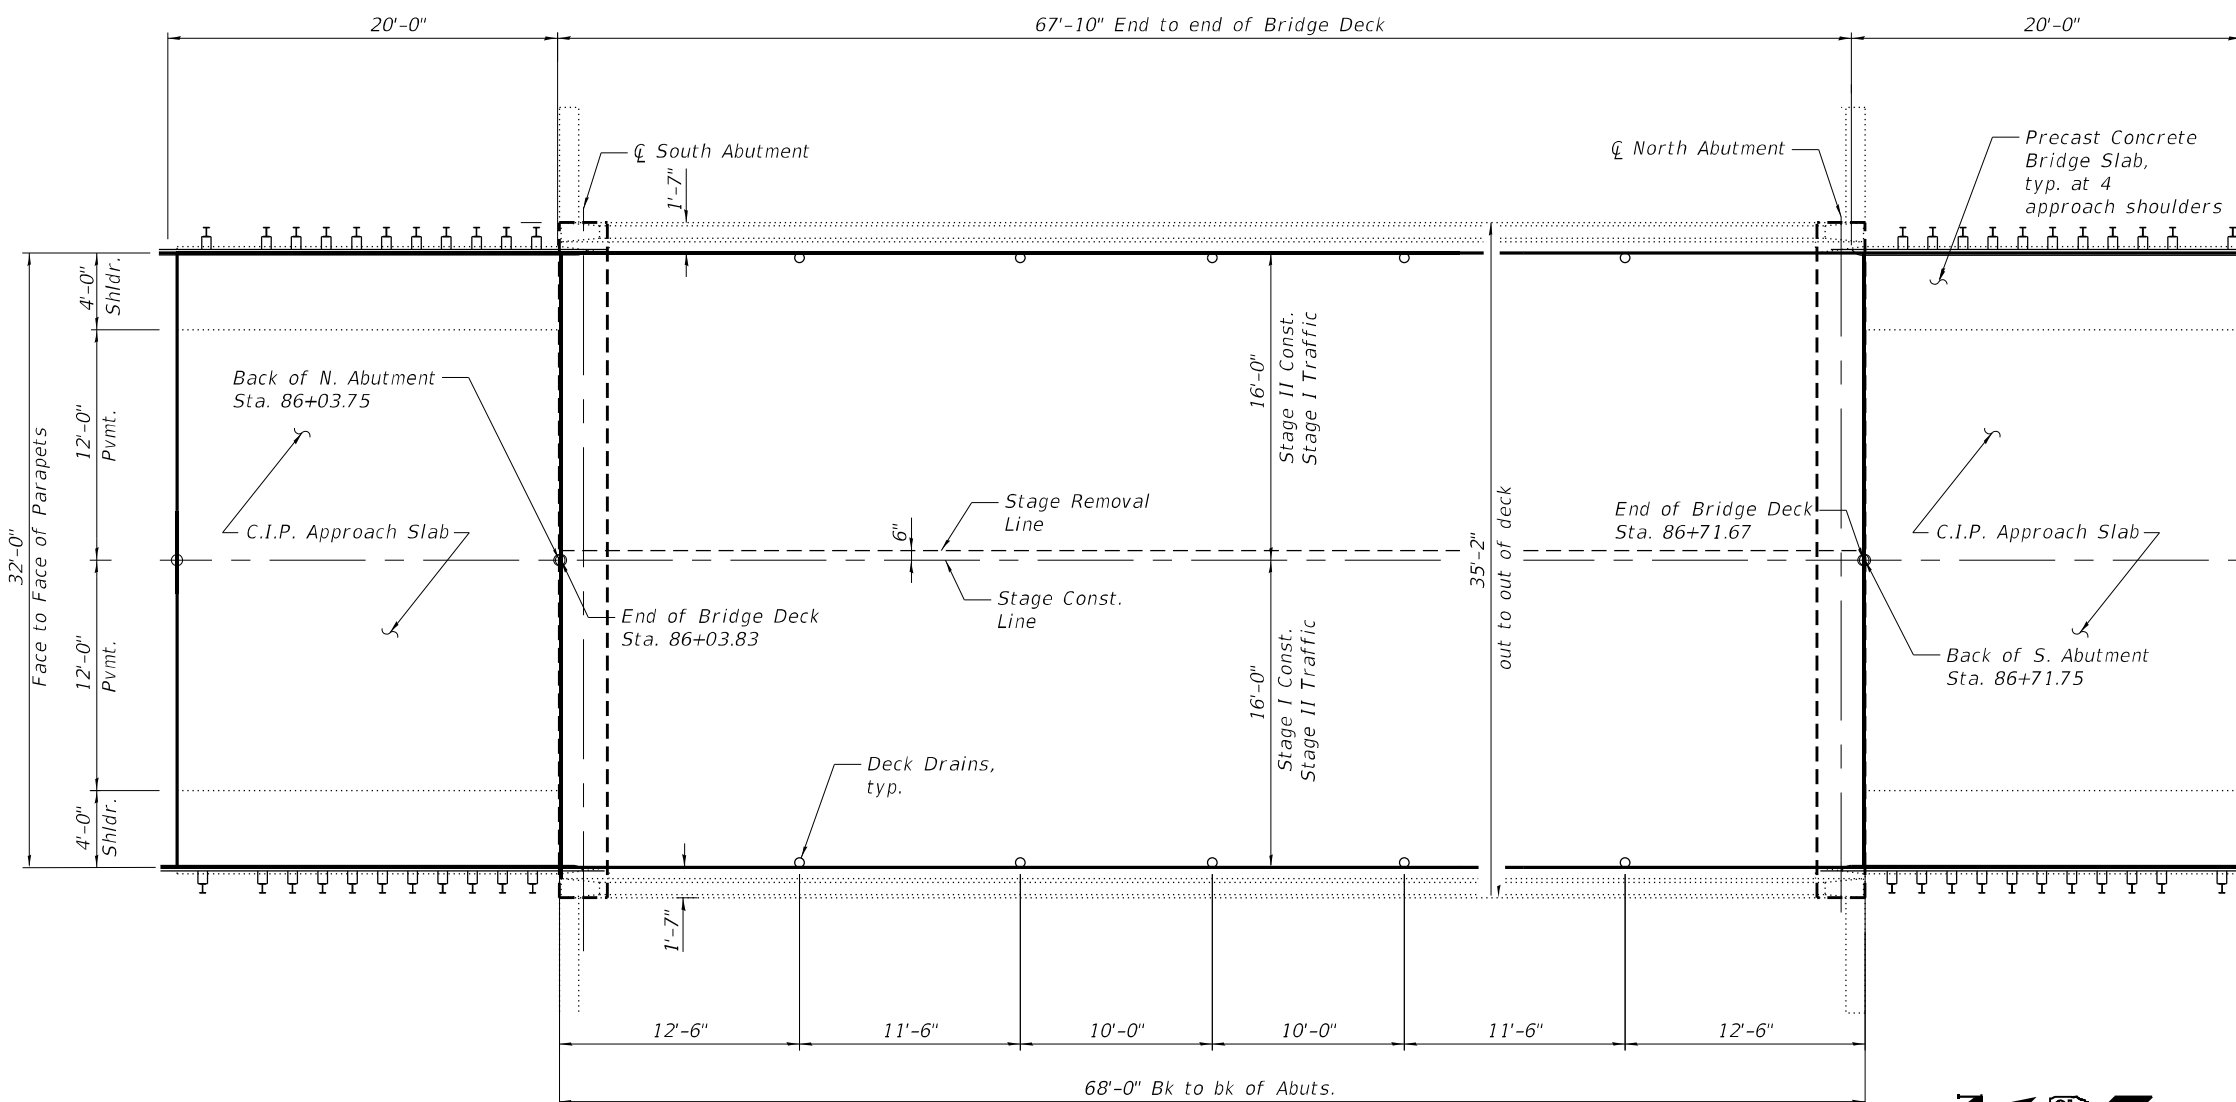 20'-0"
67'-10" End to end of Bridge Deck
20'-0"
℄ South Abutment
℄ North Abutment
Precast Concrete
Bridge Slab,
typ. at 4
approach shoulders
1'-7"
4'-0"
Shldr.
12'-0"
Pvmt.
32'-0"
Face to Face of Parapets
12'-0"
Pvmt.
4'-0"
Shldr.
Back of N. Abutment
Sta. 86+03.75
C.I.P. Approach Slab
End of Bridge Deck
Sta. 86+03.83
Stage Removal
Line
6"
Stage Const.
Line
16'-0"
Stage II Const.
Stage I Traffic
16'-0"
Stage I Const.
Stage II Traffic
35'-2"
out to out of deck
End of Bridge Deck
Sta. 86+71.67
C.I.P. Approach Slab
Back of S. Abutment
Sta. 86+71.75
Deck Drains,
typ.
1'-7"
12'-6"
11'-6"
10'-0"
10'-0"
11'-6"
12'-6"
68'-0" Bk to bk of Abuts.